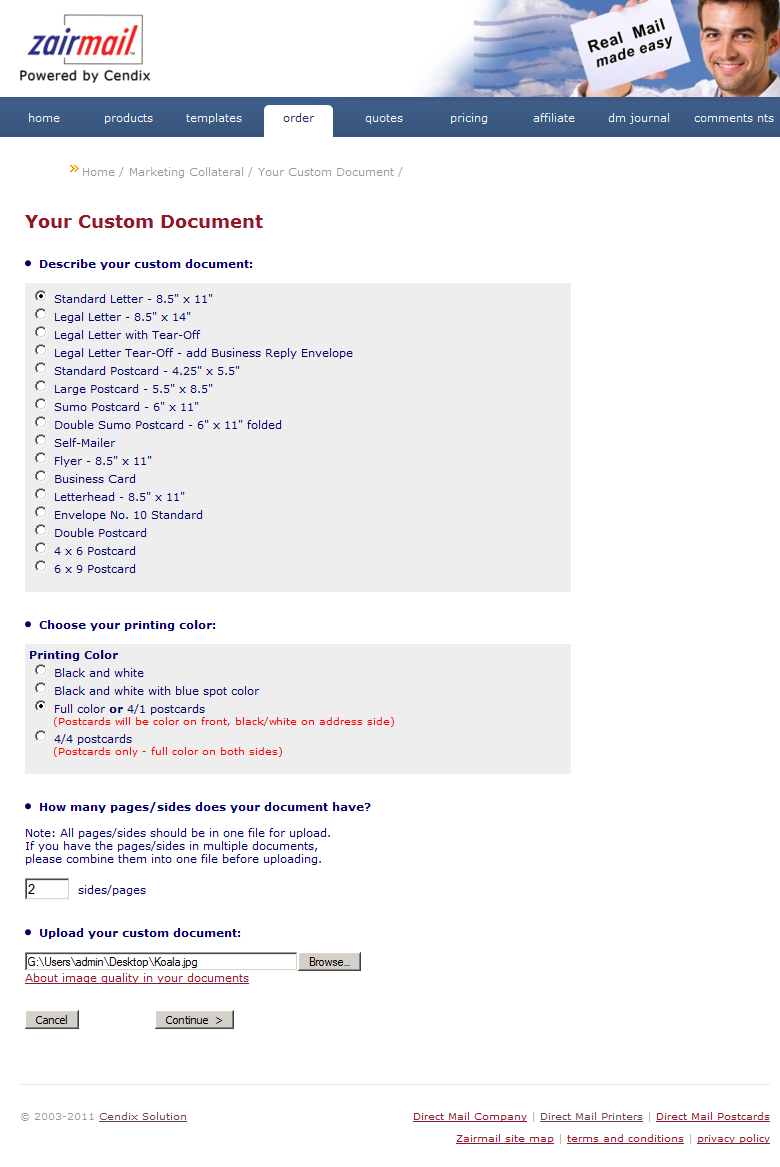 zairmail
Powered by Cendix
Real Mail
made easy
home products templates order quotes pricing affiliate dm journal comments nts
Home / Marketing Collateral / Your Custom Document /
Your Custom Document
Describe your custom document:
Standard Letter - 8.5" x 11"
Legal Letter - 8.5" x 14"
Legal Letter with Tear-Off
Legal Letter Tear-Off - add Business Reply Envelope
Standard Postcard - 4.25" x 5.5"
Large Postcard - 5.5" x 8.5"
Sumo Postcard - 6" x 11"
Double Sumo Postcard - 6" x 11" folded
Self-Mailer
Flyer - 8.5" x 11"
Business Card
Letterhead - 8.5" x 11"
Envelope No. 10 Standard
Double Postcard
4 x 6 Postcard
6 x 9 Postcard
Choose your printing color:
Printing Color
Black and white
Black and white with blue spot color
Full color or 4/1 postcards
(Postcards will be color on front, black/white on address side)
4/4 postcards
(Postcards only - full color on both sides)
How many pages/sides does your document have?
Note: All pages/sides should be in one file for upload.
If you have the pages/sides in multiple documents,
please combine them into one file before uploading.
2 sides/pages
Upload your custom document:
G:\Users\admin\Desktop\Koala.jpg Browse...
About image quality in your documents
Cancel Continue >
© 2003-2011 Cendix Solution Direct Mail Company | Direct Mail Printers | Direct Mail Postcards
Zairmail site map | terms and conditions | privacy policy